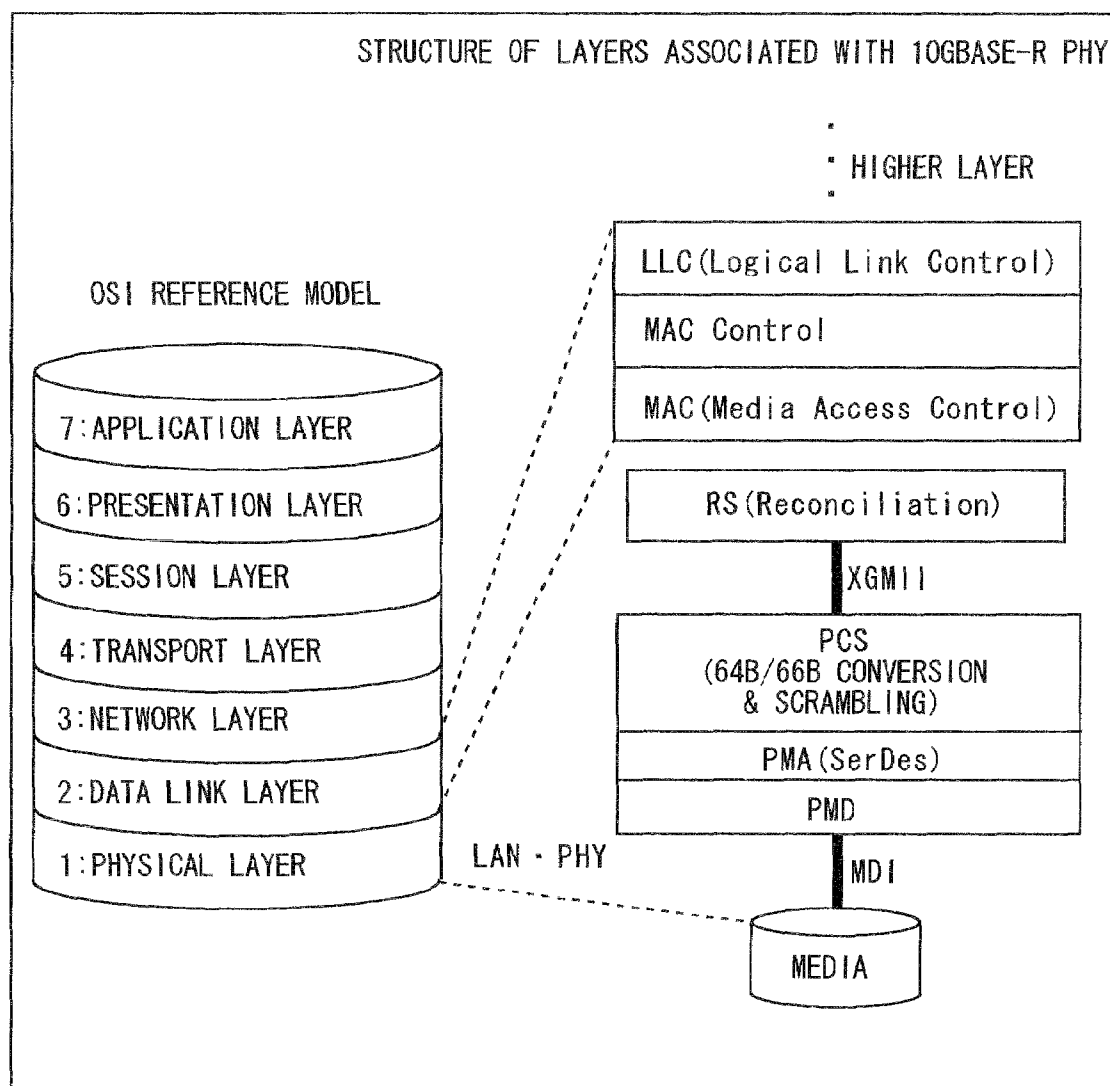 STRUCTURE OF LAYERS ASSOCIATED WITH 10GBASE-R PHY
HIGHER LAYER
OSI REFERENCE MODEL
7:APPLICATION LAYER
6:PRESENTATION LAYER
5:SESSION LAYER
4:TRANSPORT LAYER
3:NETWORK LAYER
2:DATA LINK LAYER
1:PHYSICAL LAYER
LAN・PHY
LLC(Logical Link Control)
MAC Control
MAC(Media Access Control)
RS(Reconciliation)
XGMII
PCS
(64B/66B CONVERSION
& SCRAMBLING)
PMA(SerDes)
PMD
MDI
MEDIA